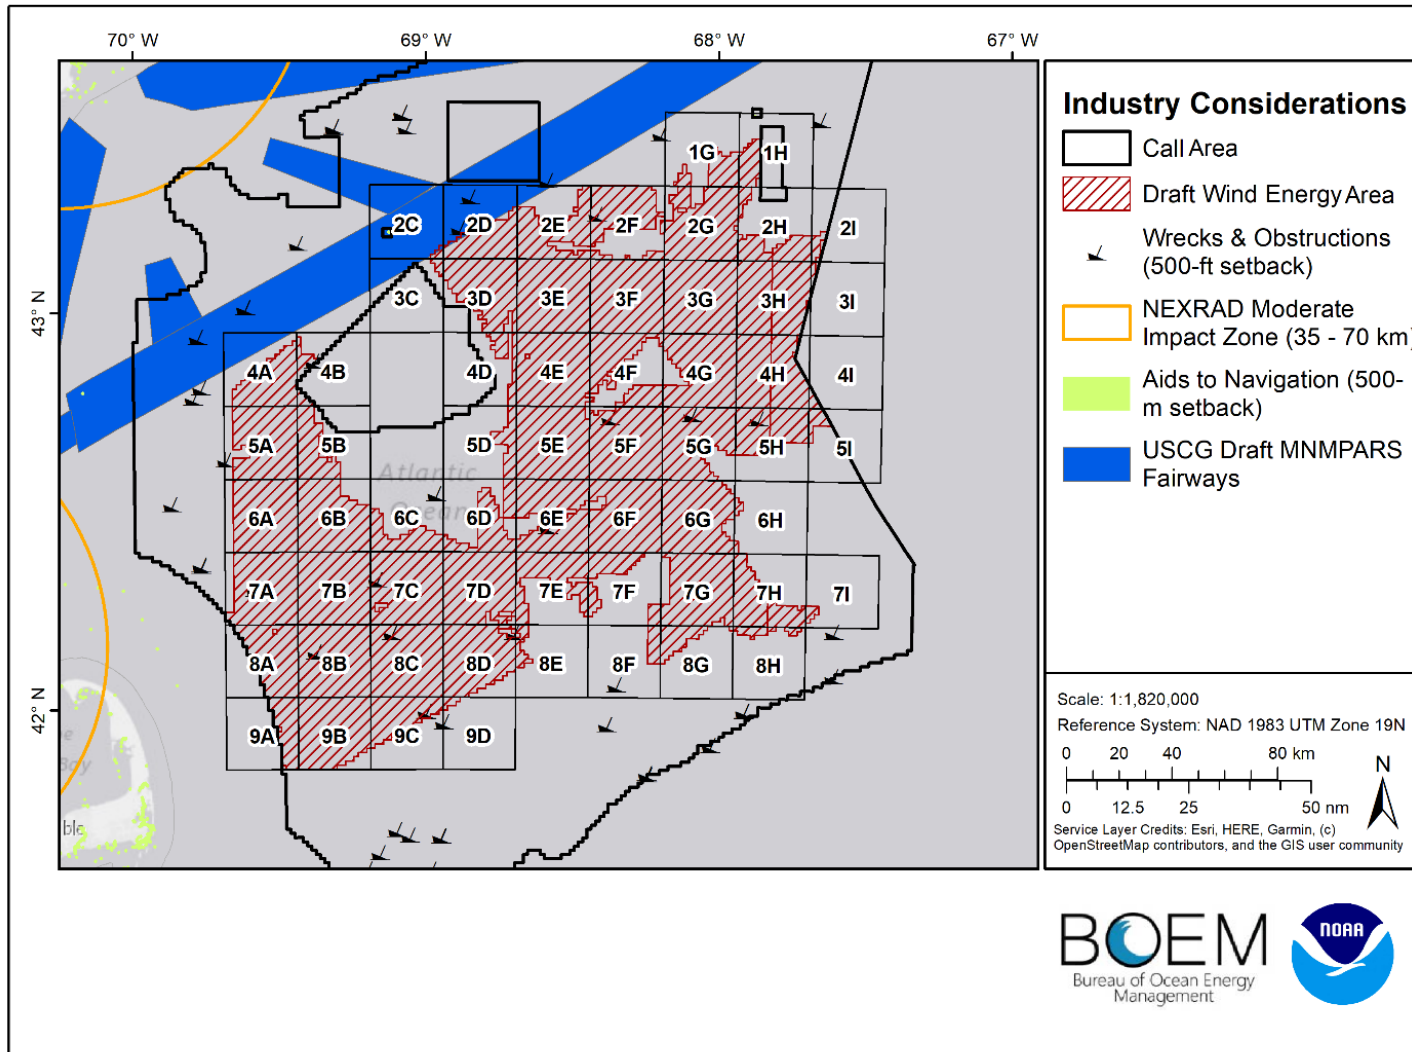 70° W
69° W
68° W
67° W
43° N
42° N
1G
1H
2C
2D
2E
2F
2G
2H
2I
3C
3D
3E
3F
3G
3H
3I
4A
4B
4D
4E
4F
4G
4H
4I
5A
5B
5D
5E
5F
5G
5H
5I
Atlantic
Ocean
6A
6B
6C
6D
6E
6F
6G
6H
7A
7B
7C
7D
7E
7F
7G
7H
7I
8A
8B
8C
8D
8E
8F
8G
8H
9A
9B
9C
9D
Bay
ble
Industry Considerations
Call Area
Draft Wind Energy Area
Wrecks & Obstructions
(500-ft setback)
NEXRAD Moderate
Impact Zone (35 - 70 km)
Aids to Navigation (500-
m setback)
USCG Draft MNMPARS
Fairways
Scale: 1:1,820,000
Reference System: NAD 1983 UTM Zone 19N
0 20 40 80 km
0 12.5 25 50 nm
N
Service Layer Credits: Esri, HERE, Garmin, (c)
OpenStreetMap contributors, and the GIS user community
BOEM
Bureau of Ocean Energy
Management
NOAA